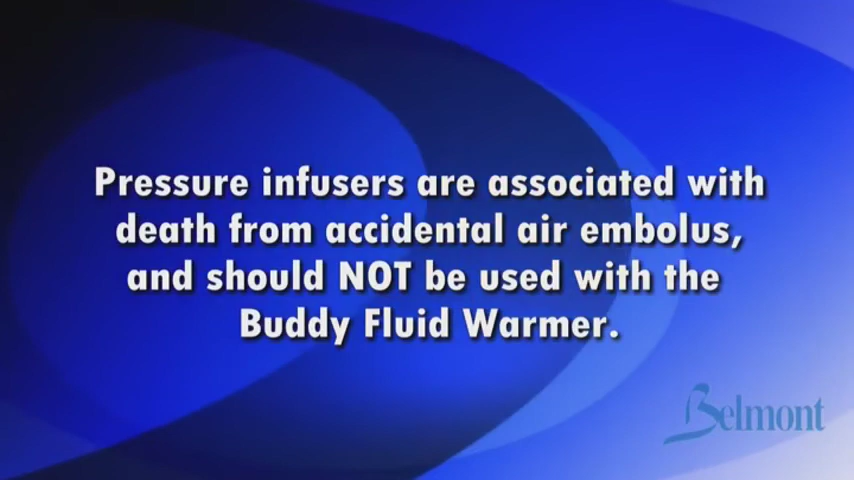 Pressure infusers are associated with
death from accidental air embolus,
and should NOT be used with the
Buddy Fluid Warmer.
Belmont